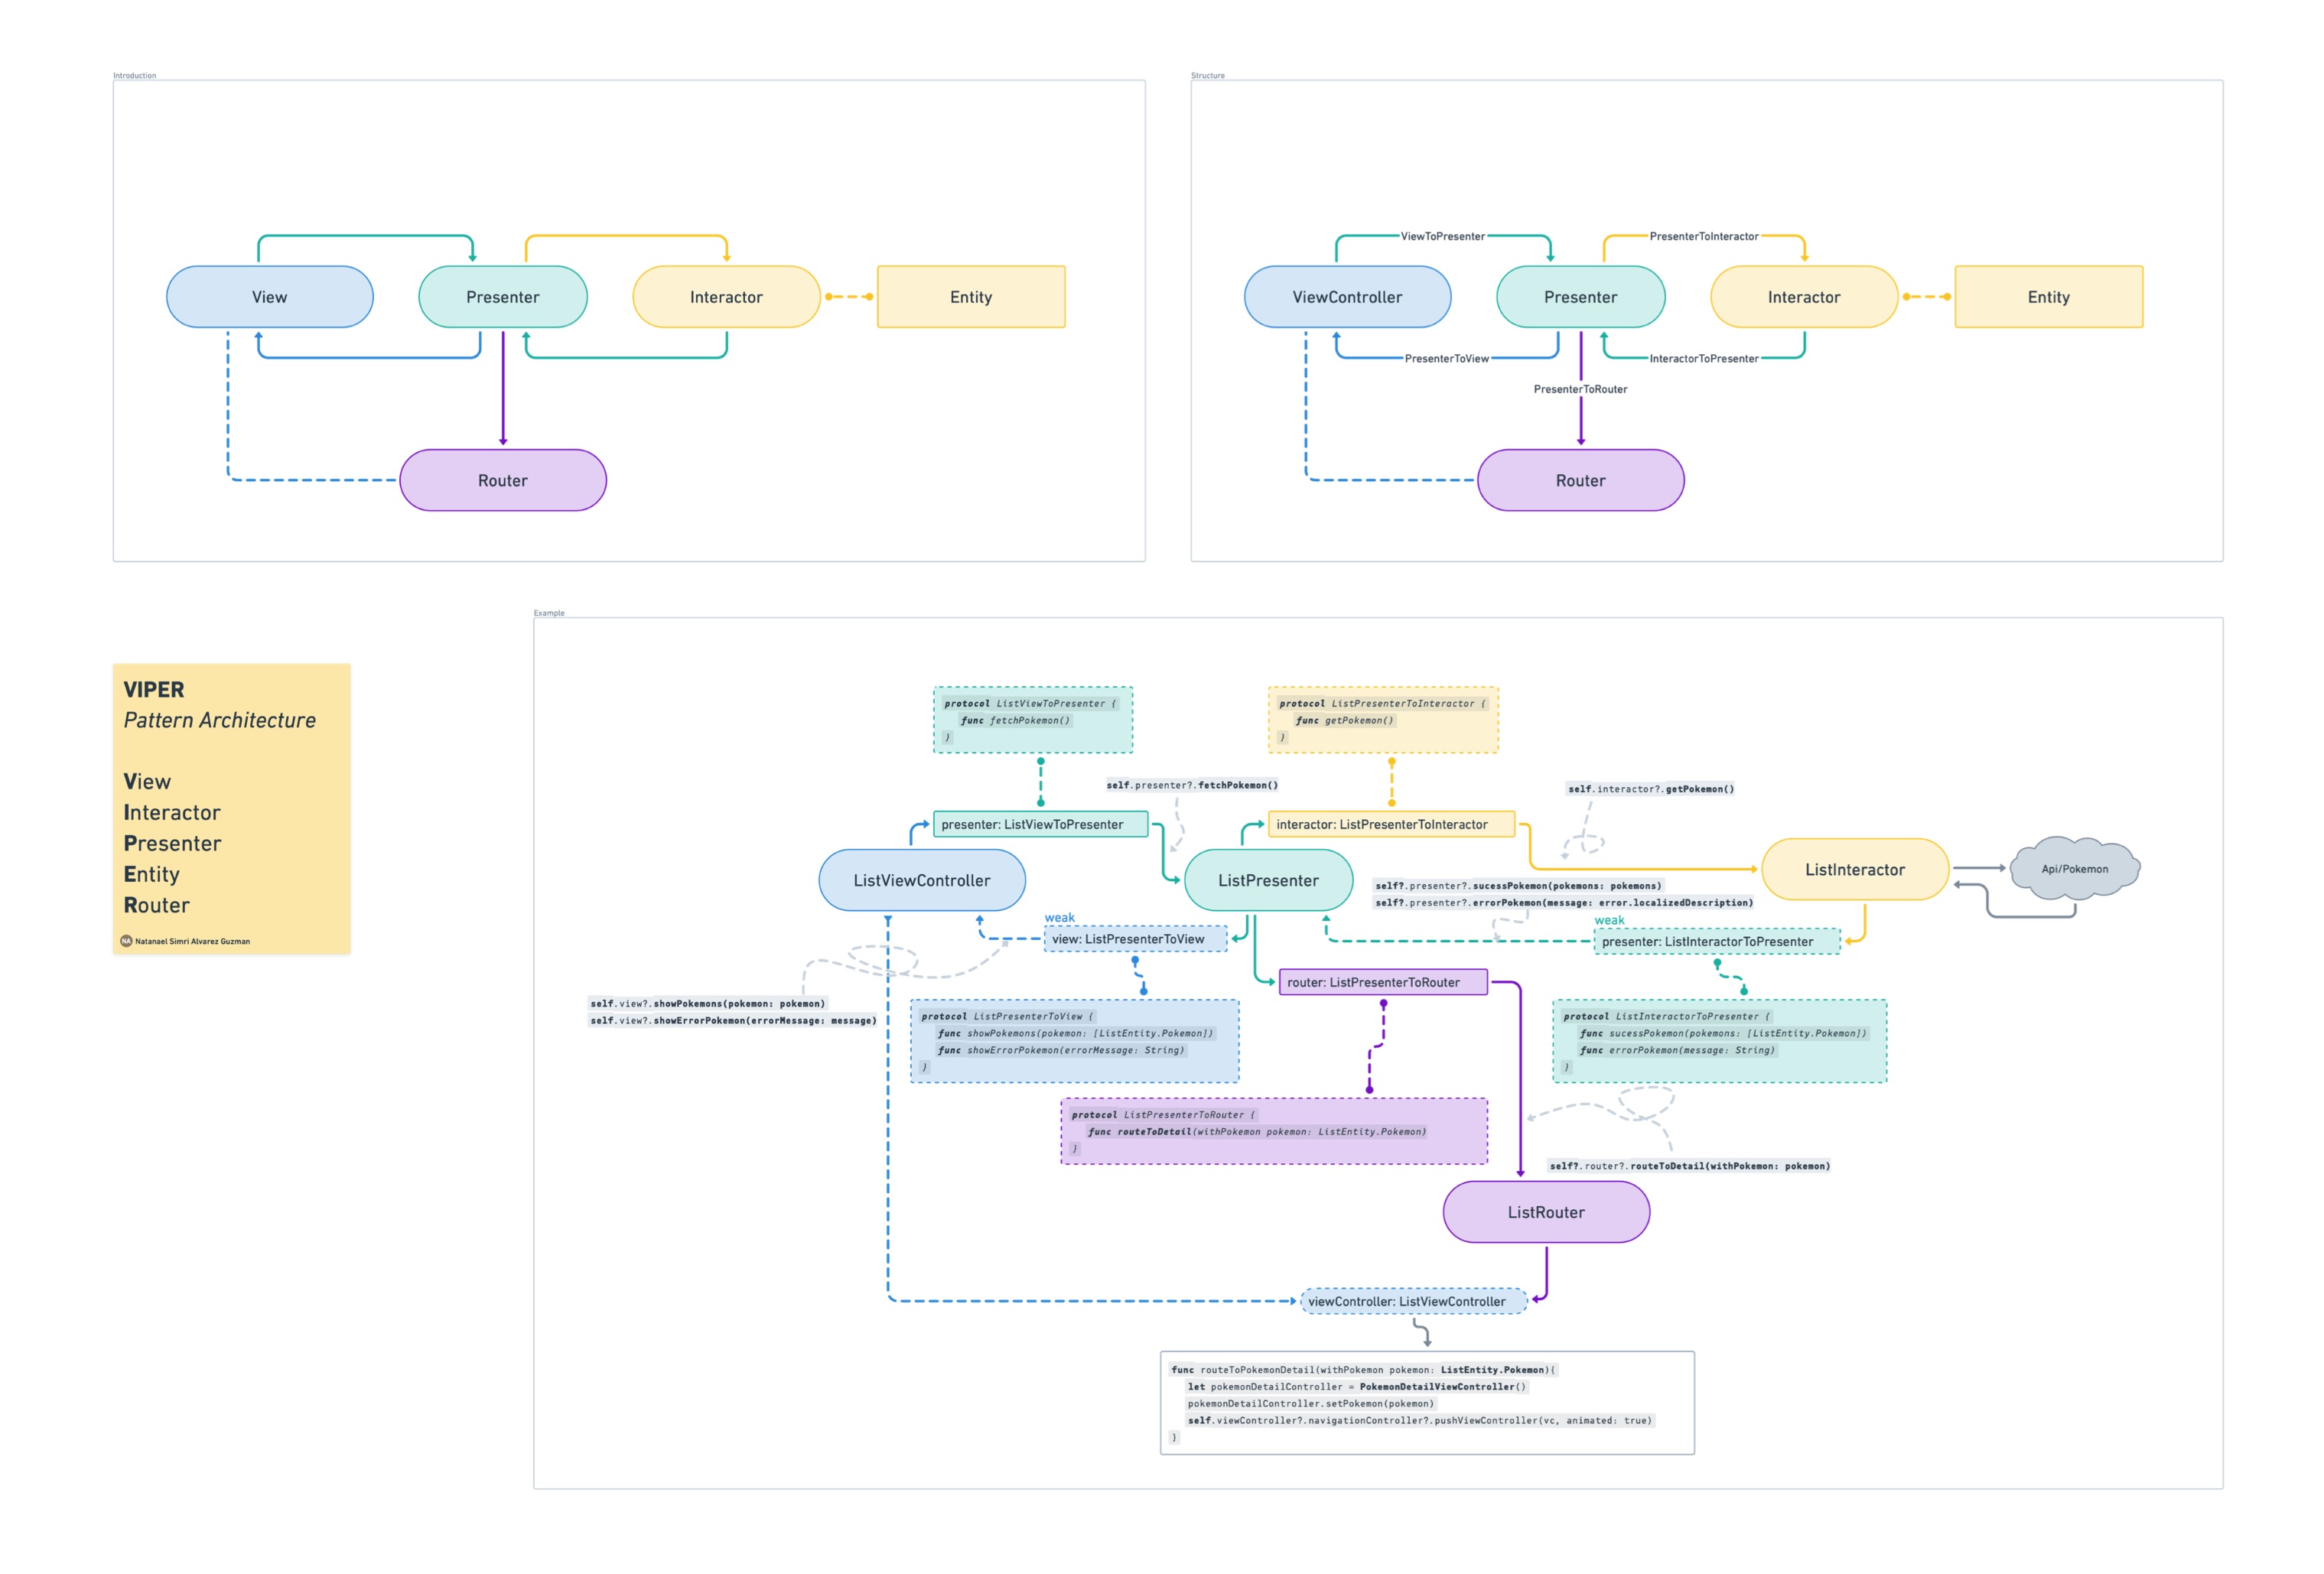 Introduction
View
Presenter
Interactor
Entity
Router
Structure
ViewToPresenter
PresenterToInteractor
ViewController
Presenter
Interactor
Entity
PresenterToView
InteractorToPresenter
PresenterToRouter
Router
VIPER
Pattern Architecture
View
Interactor
Presenter
Entity
Router
NA Natanael Simri Alvarez Guzman
Example
protocol ListViewToPresenter {
func fetchPokemon()
}
protocol ListPresenterToInteractor {
func getPokemon()
}
self.presenter?.fetchPokemon()
self.interactor?.getPokemon()
presenter: ListViewToPresenter
interactor: ListPresenterToInteractor
ListViewController
ListPresenter
ListInteractor
Api/Pokemon
self?.presenter?.sucessPokemon(pokemons: pokemons)
self?.presenter?.errorPokemon(message: error.localizedDescription)
weak
view: ListPresenterToView
weak
presenter: ListInteractorToPresenter
router: ListPresenterToRouter
self.view?.showPokemons(pokemon: pokemon)
self.view?.showErrorPokemon(errorMessage: message)
protocol ListPresenterToView {
func showPokemons(pokemon: [ListEntity.Pokemon])
func showErrorPokemon(errorMessage: String)
}
protocol ListInteractorToPresenter {
func sucessPokemon(pokemons: [ListEntity.Pokemon])
func errorPokemon(message: String)
}
protocol ListPresenterToRouter {
func routeToDetail(withPokemon pokemon: ListEntity.Pokemon)
}
self?.router?.routeToDetail(withPokemon: pokemon)
ListRouter
viewController: ListViewController
func routeToPokemonDetail(withPokemon pokemon: ListEntity.Pokemon){
let pokemonDetailController = PokemonDetailViewController()
pokemonDetailController.setPokemon(pokemon)
self.viewController?.navigationController?.pushViewController(vc, animated: true)
}